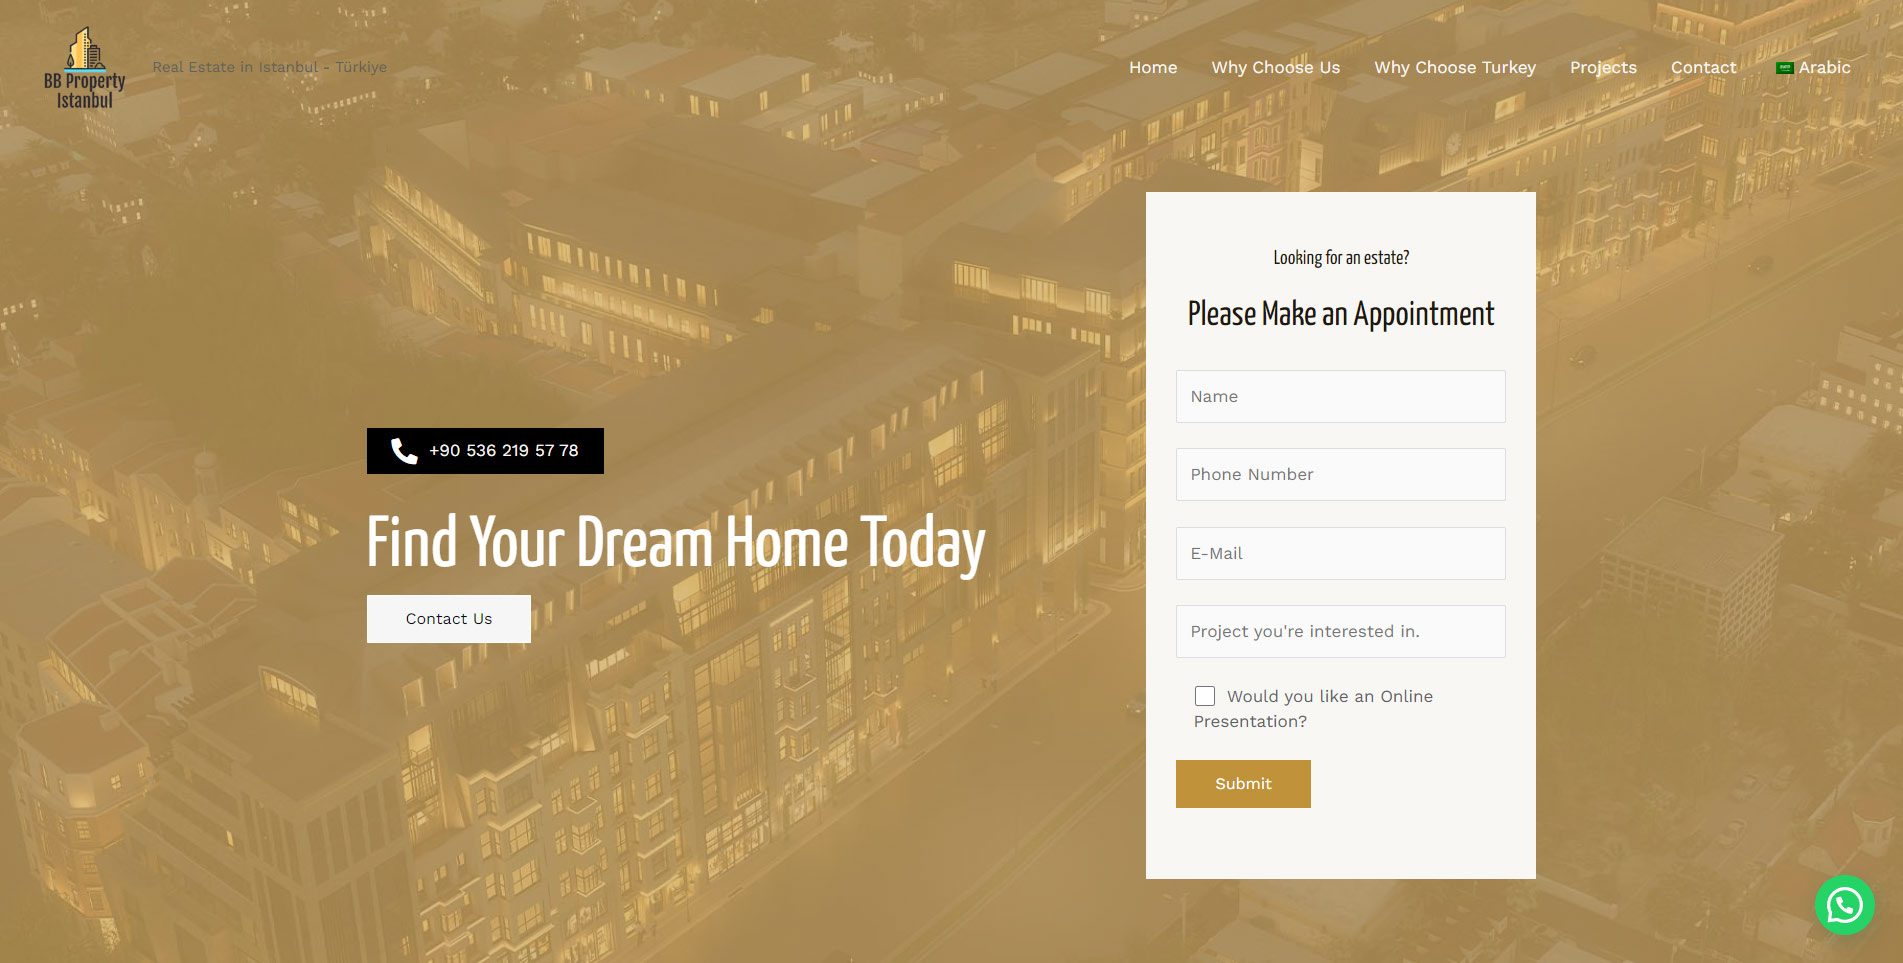 BB Property
Istanbul
Real Estate in Istanbul - Türkiye
Home
Why Choose Us
Why Choose Turkey
Projects
Contact
Arabic
+90 536 219 57 78
Find Your Dream Home Today
Contact Us
Looking for an estate?
Please Make an Appointment
Name
Phone Number
E-Mail
Project you're interested in.
Would you like an Online
Presentation?
Submit